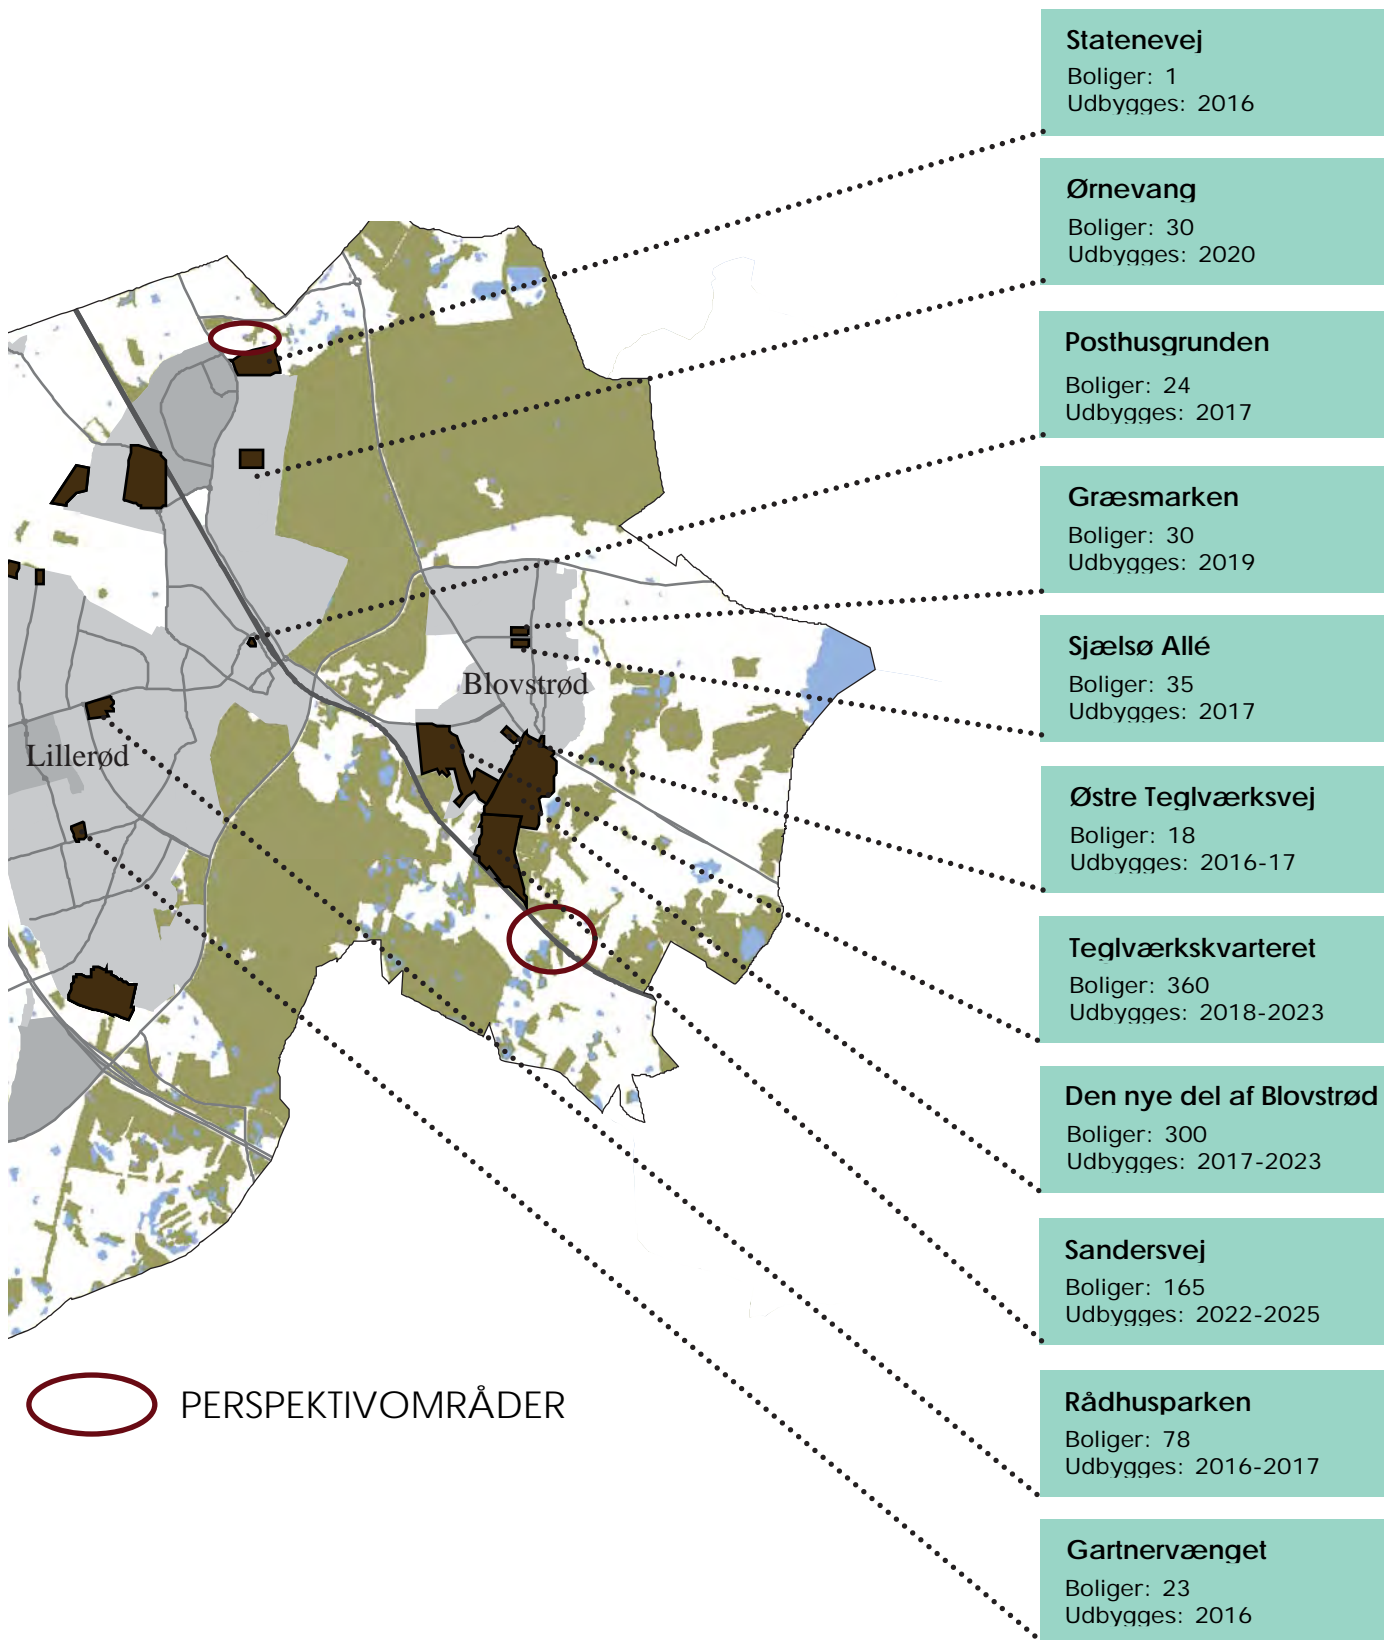 Statenevej
Boliger: 1
Udbygges: 2016
Ørnevang
Boliger: 30
Udbygges: 2020
Posthusgrunden
Boliger: 24
Udbygges: 2017
Græsmarken
Boliger: 30
Udbygges: 2019
Sjælsø Allé
Boliger: 35
Udbygges: 2017
Østre Teglværksvej
Boliger: 18
Udbygges: 2016-17
Teglværkskvarteret
Boliger: 360
Udbygges: 2018-2023
Den nye del af Blovstrød
Boliger: 300
Udbygges: 2017-2023
Sandersvej
Boliger: 165
Udbygges: 2022-2025
Rådhusparken
Boliger: 78
Udbygges: 2016-2017
Gartnervænget
Boliger: 23
Udbygges: 2016
Blovstrød
Lillerød
PERSPEKTIVOMRÅDER